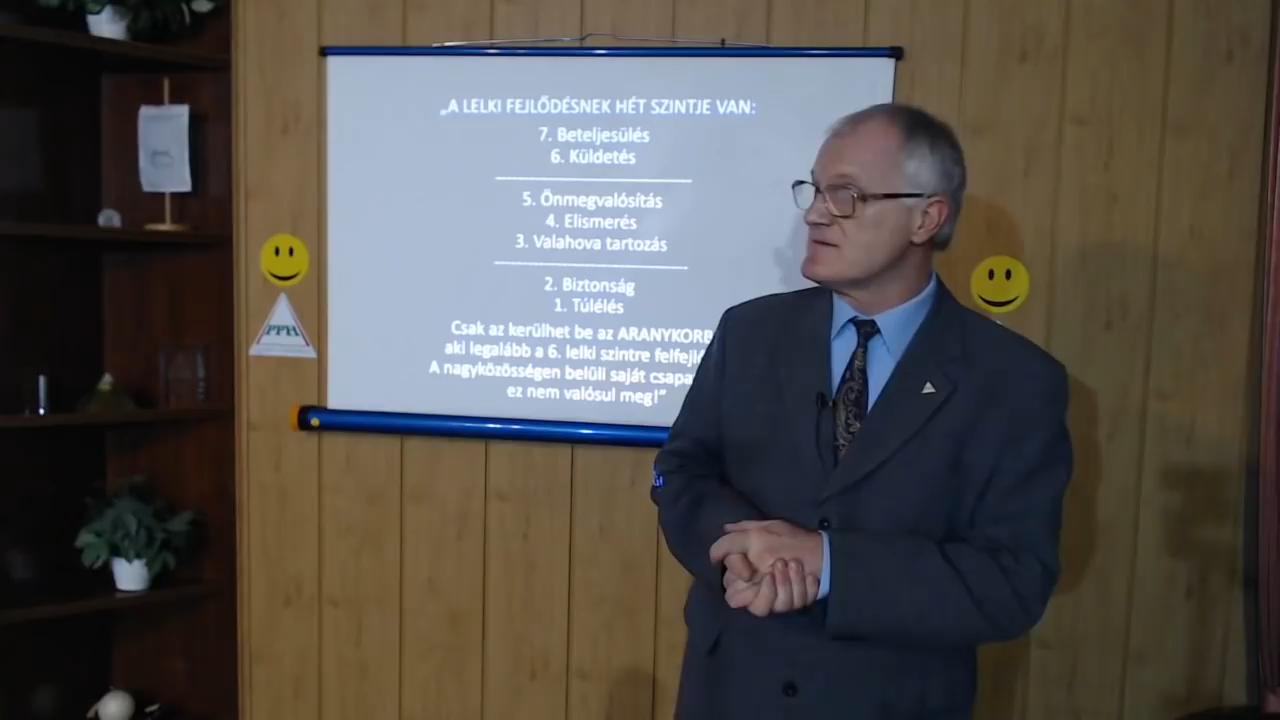 „A LELKI FEJLŐDÉSNEK HÉT SZINTJE VAN:
7. Beteljesülés
6. Küldetés
5. Önmegvalósítás
4. Elismerés
3. Valahova tartozás
2. Biztonság
1. Túlélés
Csak az kerülhet be az ARANYKORB
aki legalább a 6. lelki szintre felfejlő
A nagyközösségen belüli saját csapa
ez nem valósul meg!”
PPH